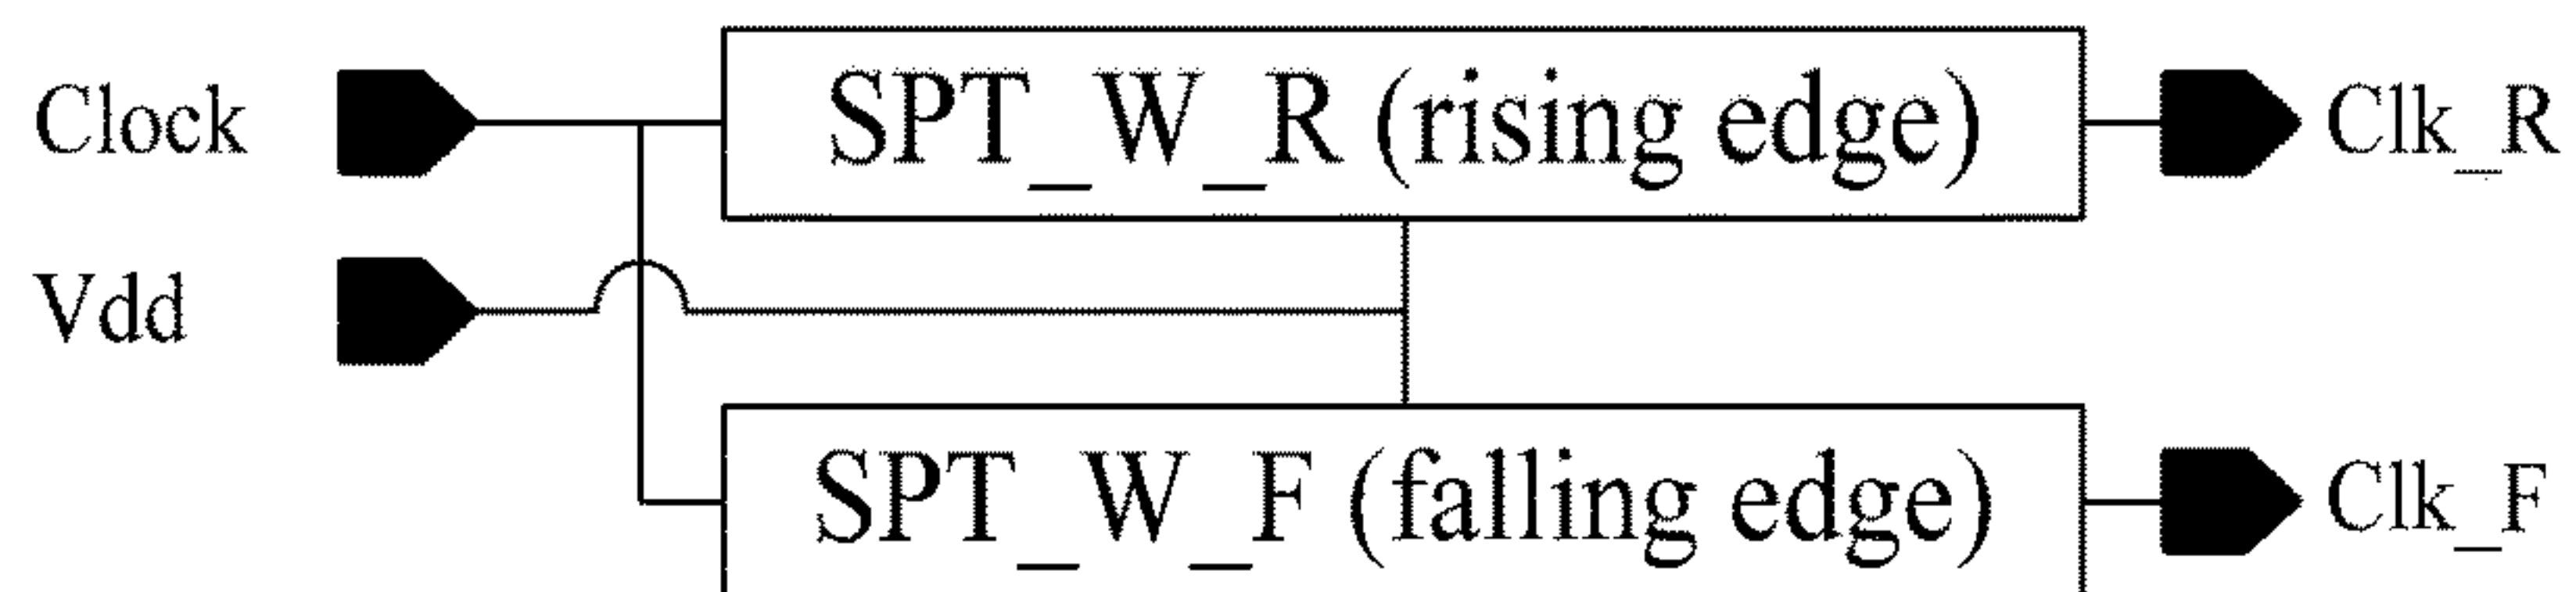 Clock SPT_W_R (rising edge) Clk_R
Vdd
SPT_W_F (falling edge) Clk_F